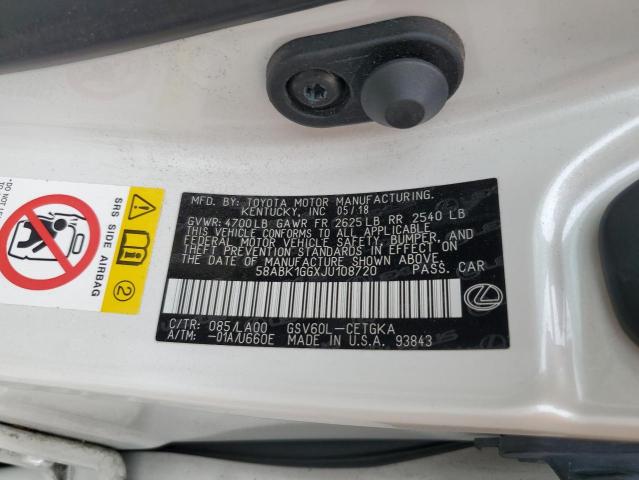 MFD. BY: TOYOTA MOTOR MANUFACTURING.
KENTUCKY, INC 05/18
GVWR: 4700LB GAWR FR 2625LB RR 2540 LB
THIS VEHICLE CONFORMS TO ALL APPLICABLE
FEDERAL MOTOR VEHICLE SAFETY, BUMPER, AND
THEFT PREVENTION STANDARDS IN EFFECT ON
THE DATE OF MANUFACTURE SHOWN ABOVE.
58ABK1GGXJU108720 PASS. CAR
C/TR: 085/LA00 GSV60L-CETGKA
A/TM: -01A/U660E MADE IN U.S.A. 93843
SRS SIDE AIRBAG
2